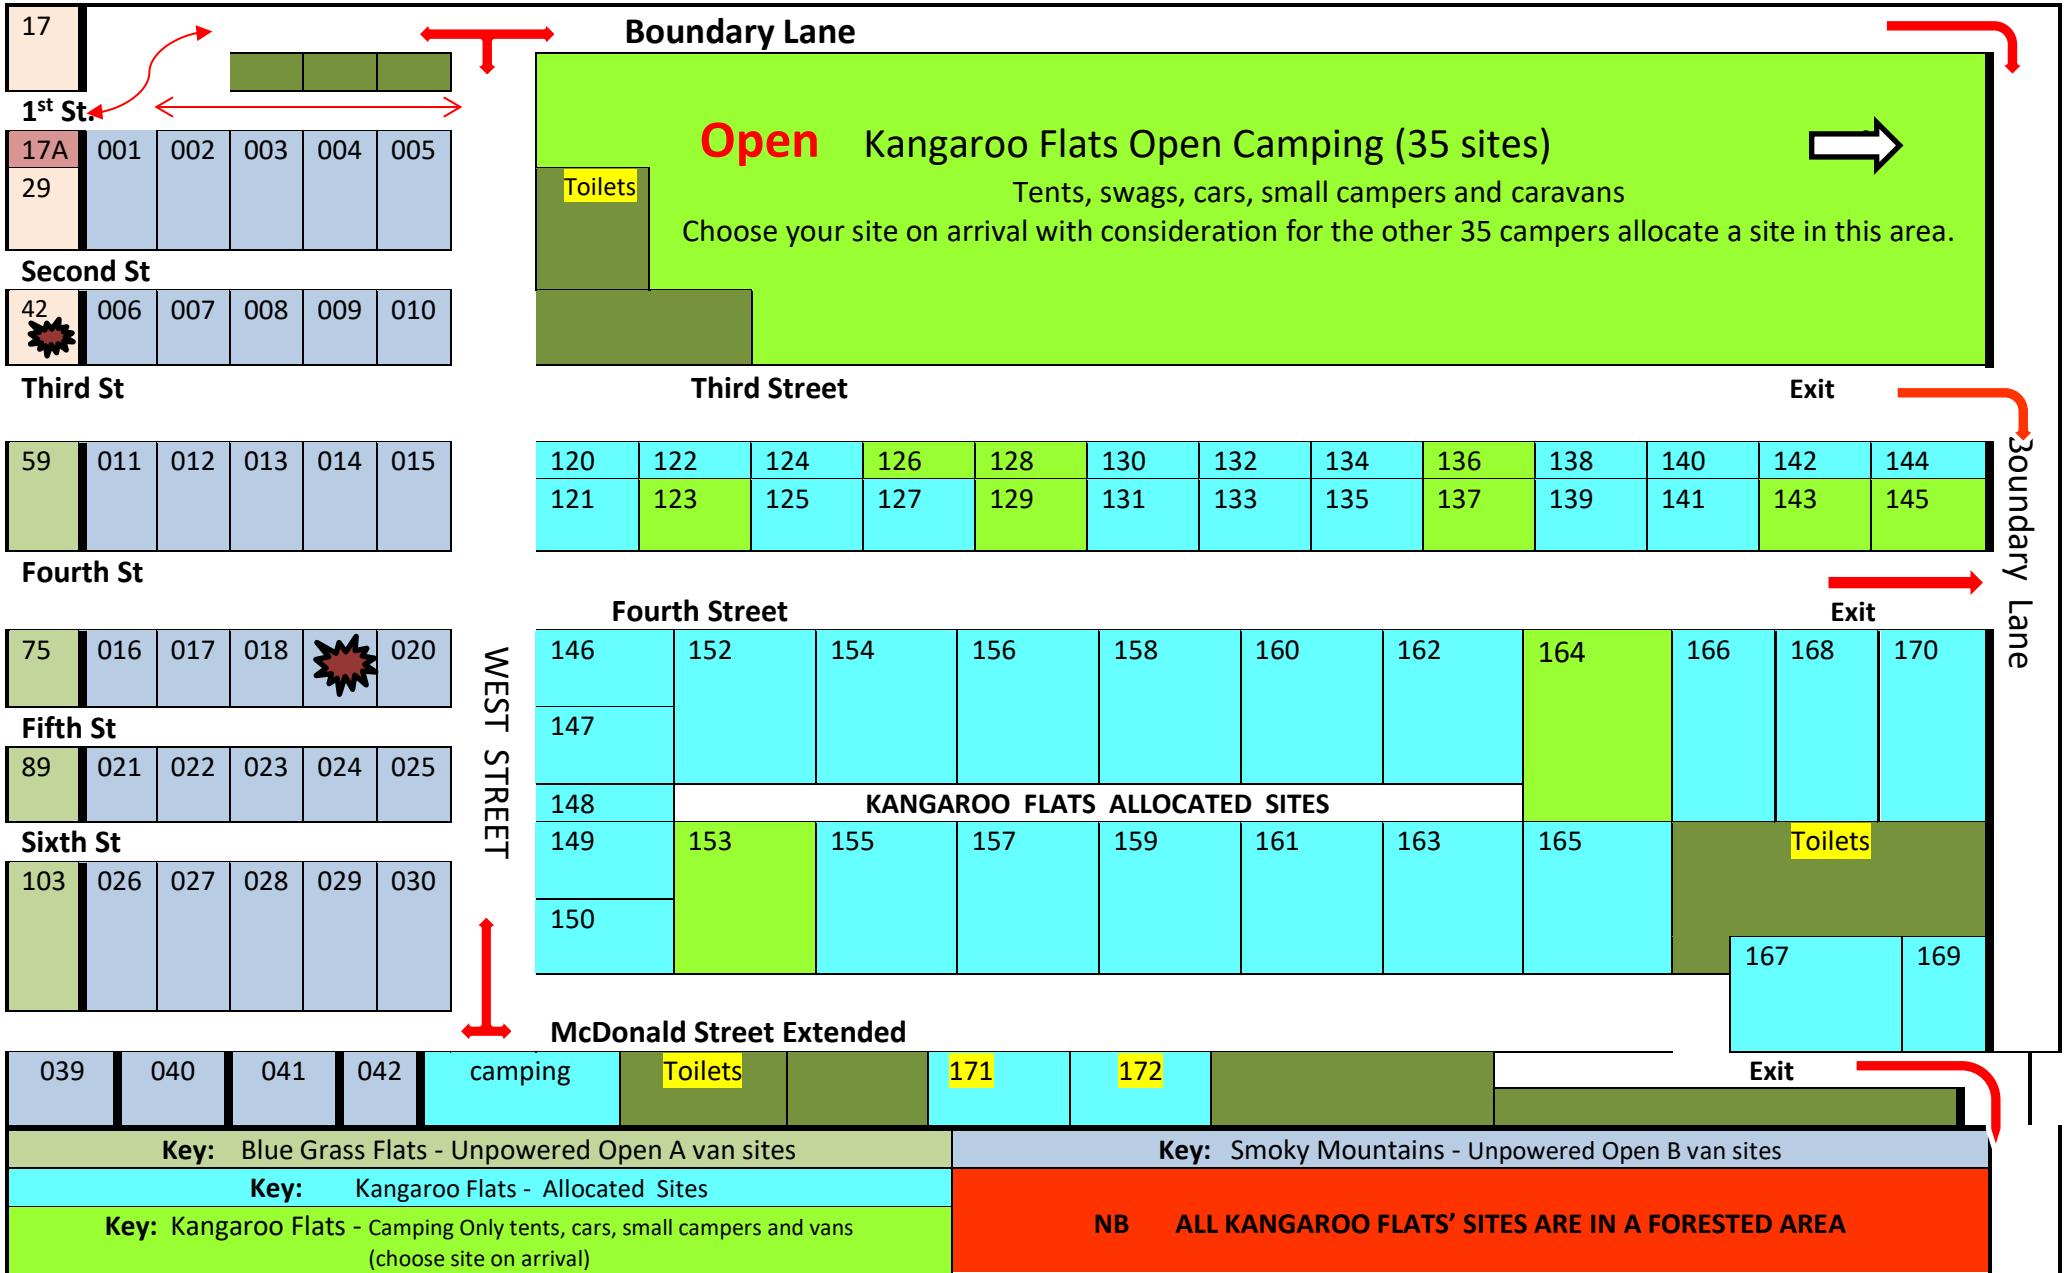 17
Boundary Lane
1st St.
17A 001 002 003 004 005
29
Open Kangaroo Flats Open Camping (35 sites)
Toilets
Tents, swags, cars, small campers and caravans
Choose your site on arrival with consideration for the other 35 campers allocate a site in this area.
Second St
42 006 007 008 009 010
Third St
Third Street
Exit
59 011 012 013 014 015
120 122 124 126 128 130 132 134 136 138 140 142 144
121 123 125 127 129 131 133 135 137 139 141 143 145
Boundary Lane
Fourth St
Fourth Street
Exit
75 016 017 018 020
WEST STREET
146 152 154 156 158 160 162 164 166 168 170
147
Fifth St
89 021 022 023 024 025
148 KANGAROO FLATS ALLOCATED SITES
Sixth St
149 153 155 157 159 161 163 165 Toilets
103 026 027 028 029 030
150
167 169
McDonald Street Extended
039 040 041 042 camping Toilets 171 172 Exit
Key: Blue Grass Flats - Unpowered Open A van sites
Key: Smoky Mountains - Unpowered Open B van sites
Key: Kangaroo Flats - Allocated Sites
Key: Kangaroo Flats - Camping Only tents, cars, small campers and vans
(choose site on arrival)
NB ALL KANGAROO FLATS' SITES ARE IN A FORESTED AREA